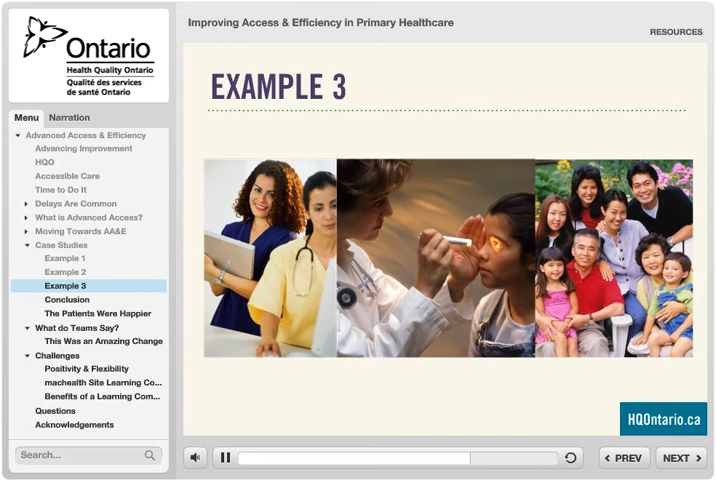 Ontario
Health Quality Ontario
Qualité des services
de santé Ontario
Improving Access & Efficiency in Primary Healthcare
RESOURCES
Menu
Narration
Advanced Access & Efficiency
Advancing Improvement
HQO
Accessible Care
Time to Do It
Delays Are Common
What is Advanced Access?
Moving Towards AA&E
Case Studies
Example 1
Example 2
Example 3
Conclusion
The Patients Were Happier
What do Teams Say?
This Was an Amazing Change
Challenges
Positivity & Flexibility
machealth Site Learning Co...
Benefits of a Learning Com...
Questions
Acknowledgements
Search...
EXAMPLE 3
HQOntario.ca
PREV
NEXT